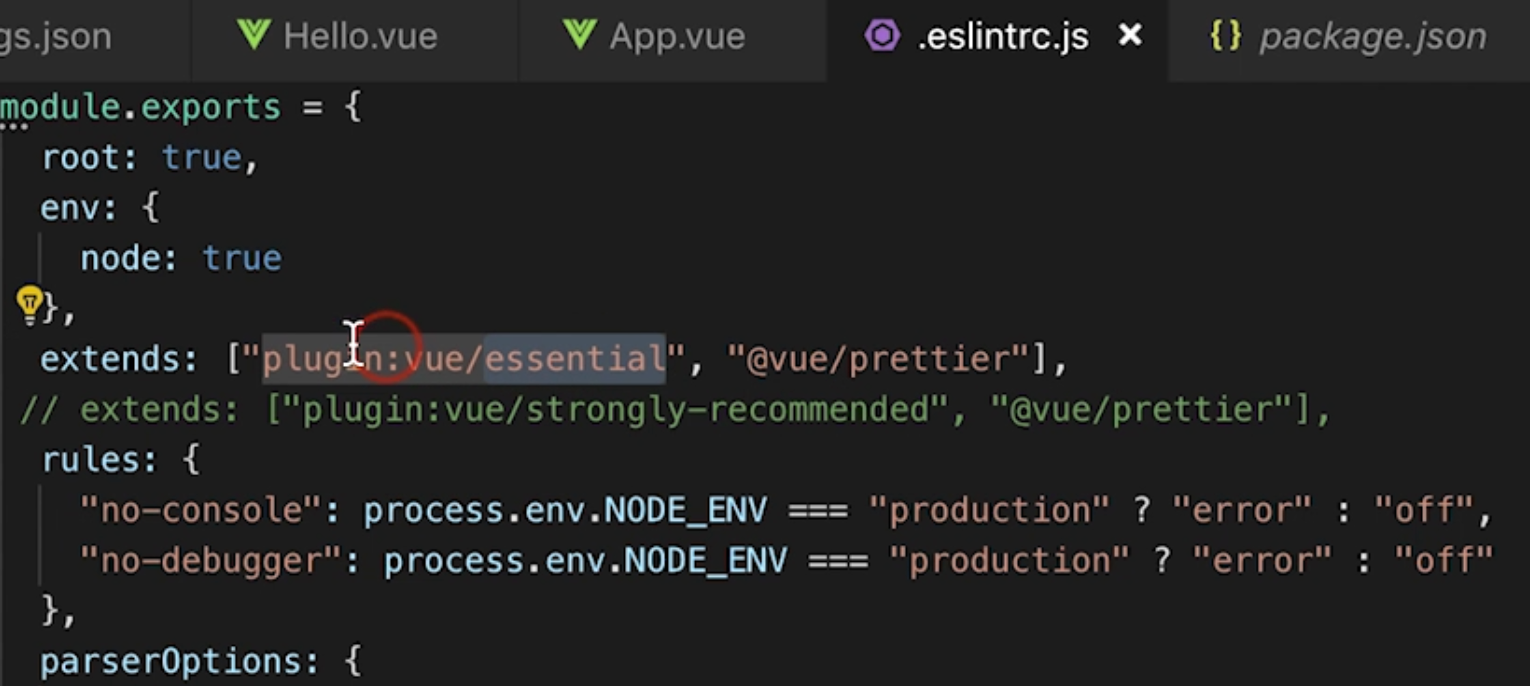 gs.json Hello.vue App.vue .eslintrc.js package.json
module.exports = {
root: true,
env: {
node: true
},
extends: ["plugin:vue/essential", "@vue/prettier"],
// extends: ["plugin:vue/strongly-recommended", "@vue/prettier"],
rules: {
"no-console": process.env.NODE_ENV === "production" ? "error" : "off",
"no-debugger": process.env.NODE_ENV === "production" ? "error" : "off"
},
parserOptions: {